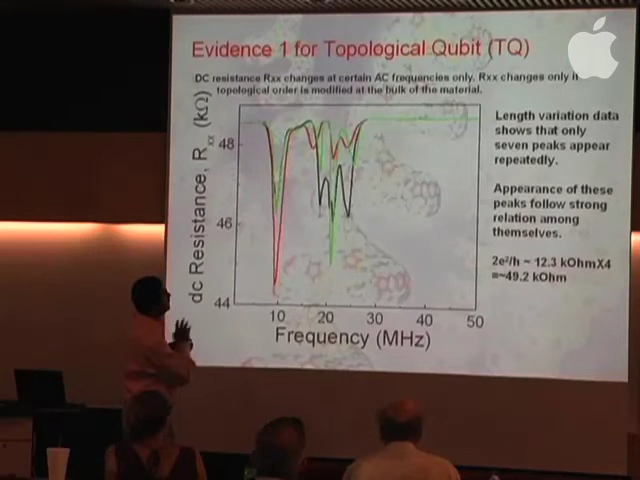 Evidence 1 for Topological Qubit (TQ)
DC resistance Rxx changes at certain AC frequencies only. Rxx changes only if
topological order is modified at the bulk of the material.
dc Resistance, Rxx (kΩ)
48
46
44
10 20 30 40 50
Frequency (MHz)
Length variation data
shows that only
seven peaks appear
repeatedly.
Appearance of these
peaks follow strong
relation among
themselves.
2e²/h ~ 12.3 kOhmX4
=~49.2 kOhm